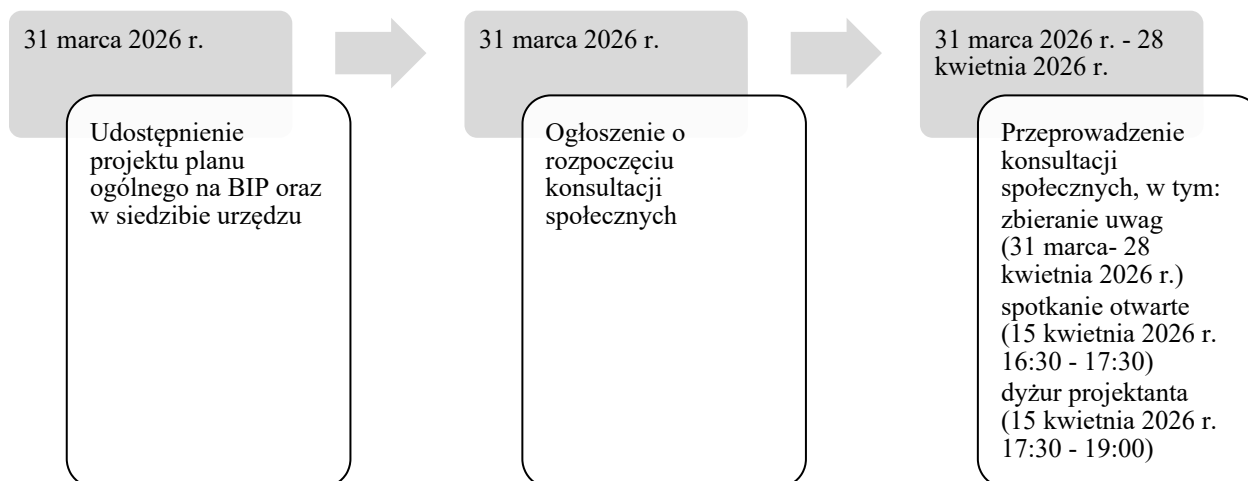 31 marca 2026 r.
Udostępnienie
projektu planu
ogólnego na BIP oraz
w siedzibie urzędzu
31 marca 2026 r.
Ogłoszenie o
rozpoczęciu
konsultacji
społecznych
31 marca 2026 r. - 28
kwietnia 2026 r.
Przeprowadzenie
konsultacji
społecznych, w tym:
zbieranie uwag
(31 marca- 28
kwietnia 2026 r.)
spotkanie otwarte
(15 kwietnia 2026 r.
16:30 - 17:30)
dyżur projektanta
(15 kwietnia 2026 r.
17:30 - 19:00)